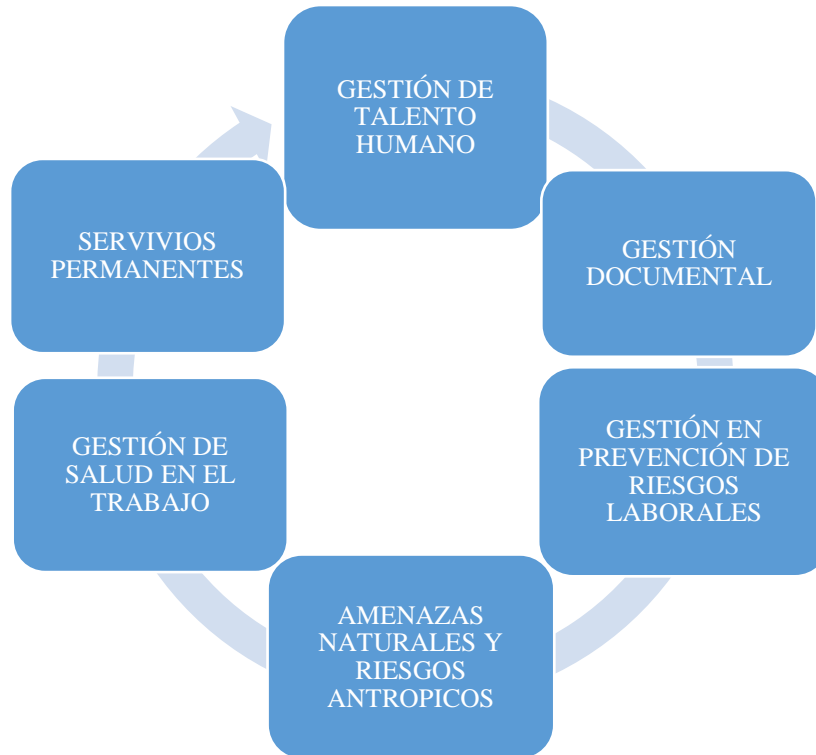 GESTIÓN DE
TALENTO
HUMANO
GESTIÓN
DOCUMENTAL
GESTIÓN EN
PREVENCIÓN DE
RIESGOS
LABORALES
AMENAZAS
NATURALES Y
RIESGOS
ANTROPICOS
GESTIÓN DE
SALUD EN EL
TRABAJO
SERVIVIOS
PERMANENTES